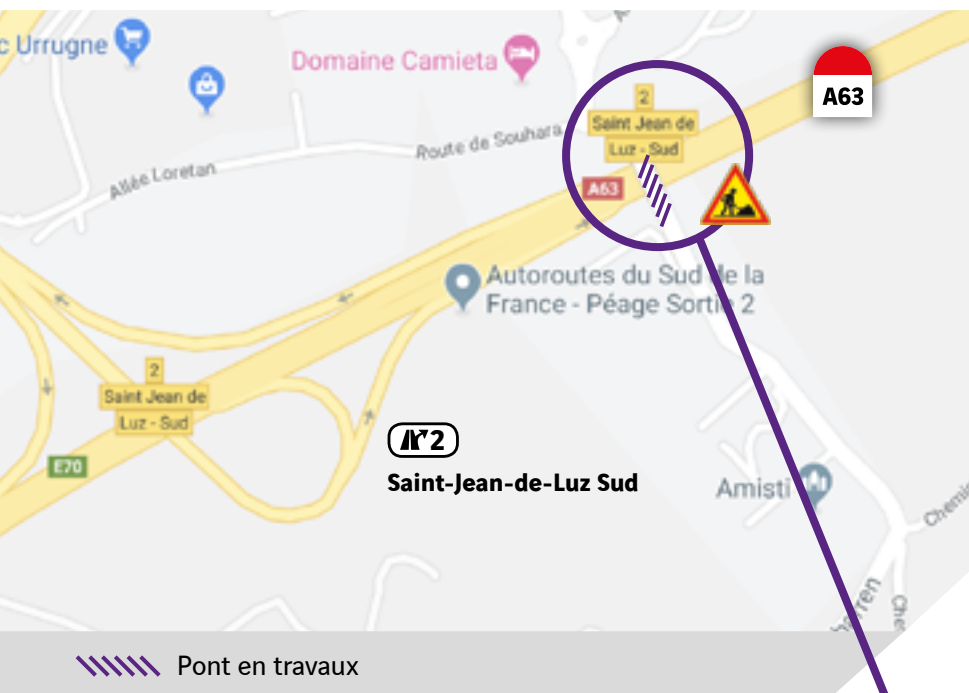 c Urrugne
Domaine Camieta
A63
2
Saint Jean de
Luz - Sud
Route de Souhara
Allée Loretan
A63
Autoroutes du Sud de la
France - Péage Sortie 2
2
Saint Jean de
Luz - Sud
2
E70
Saint-Jean-de-Luz Sud
Amisti
Pont en travaux